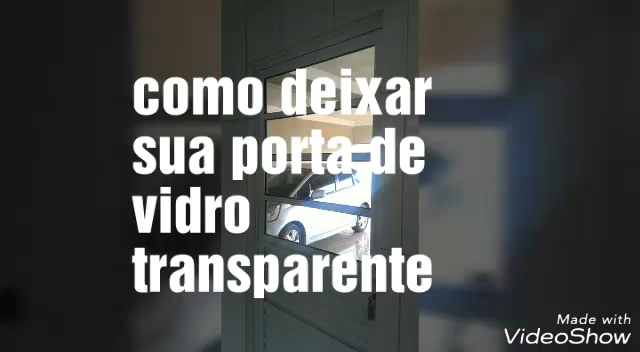 como deixar
sua porta de
vidro
transparente
Made with
VideoShow